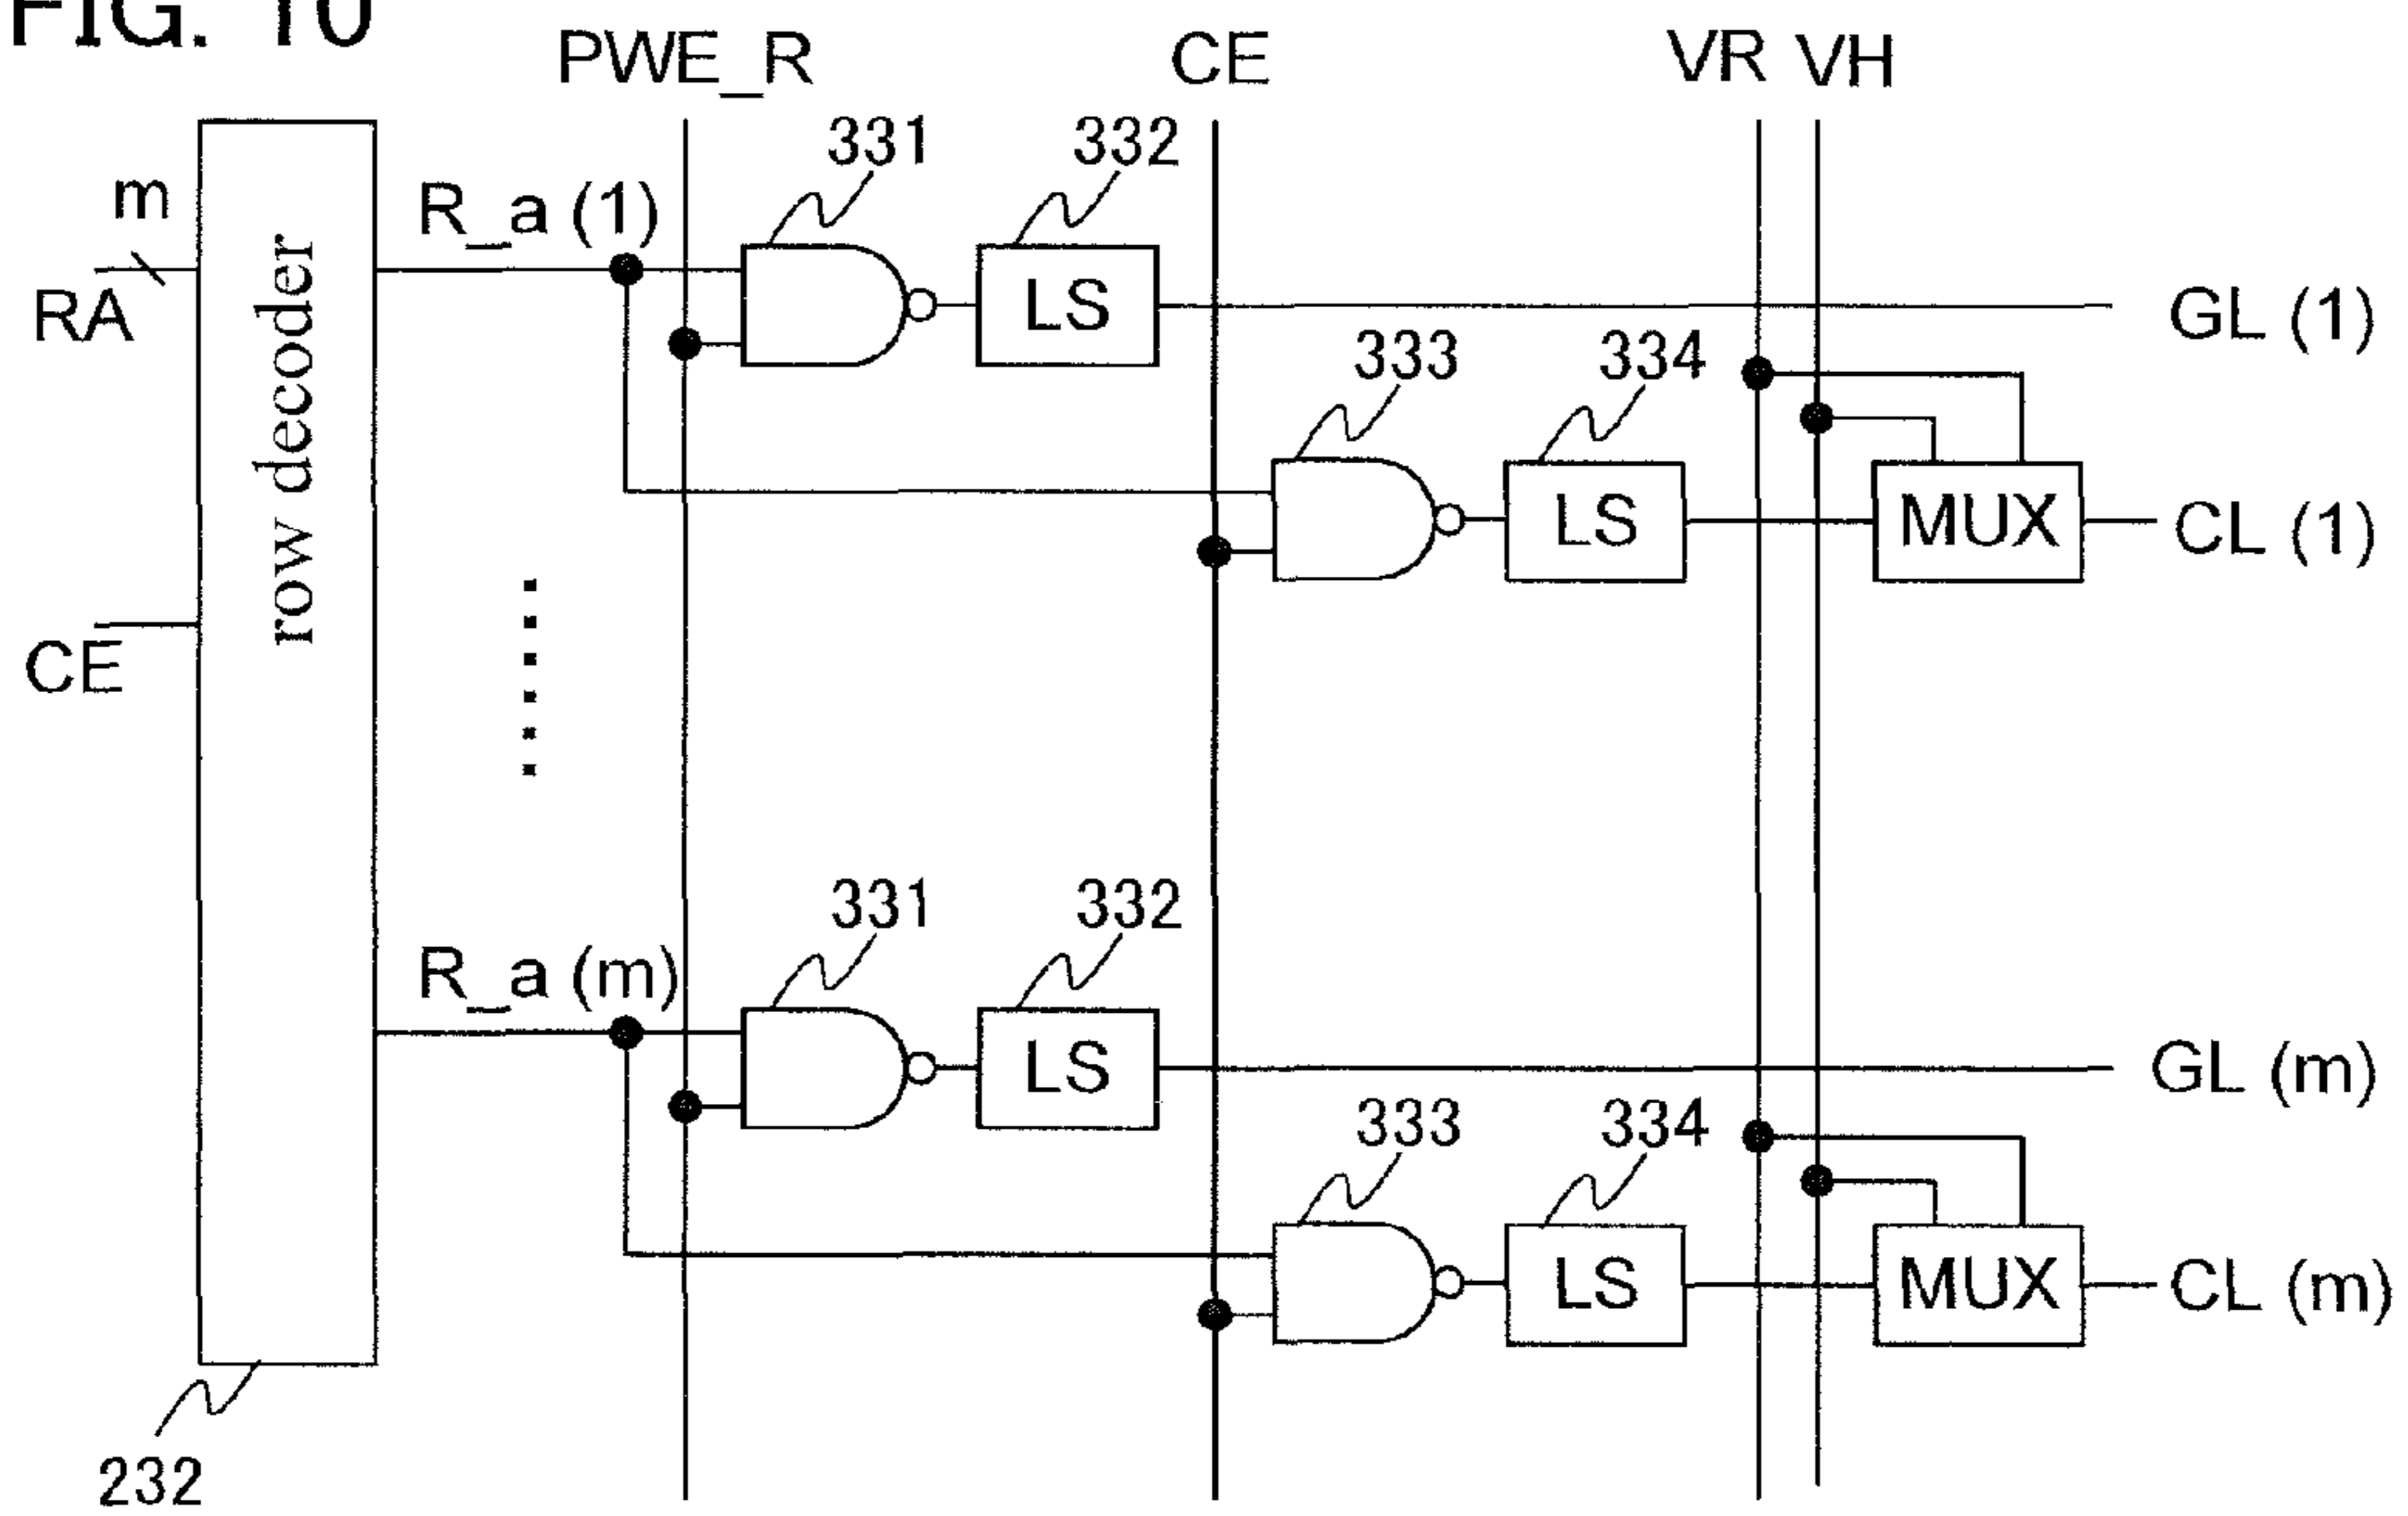 FIG. 10
PWE_R
CE
VR
VH
331
332
m
R_a (1)
RA
row decoder
LS
GL (1)
333
334
LS
MUX
CL (1)
CE
331
332
R_a (m)
LS
GL (m)
333
334
LS
MUX
CL (m)
232